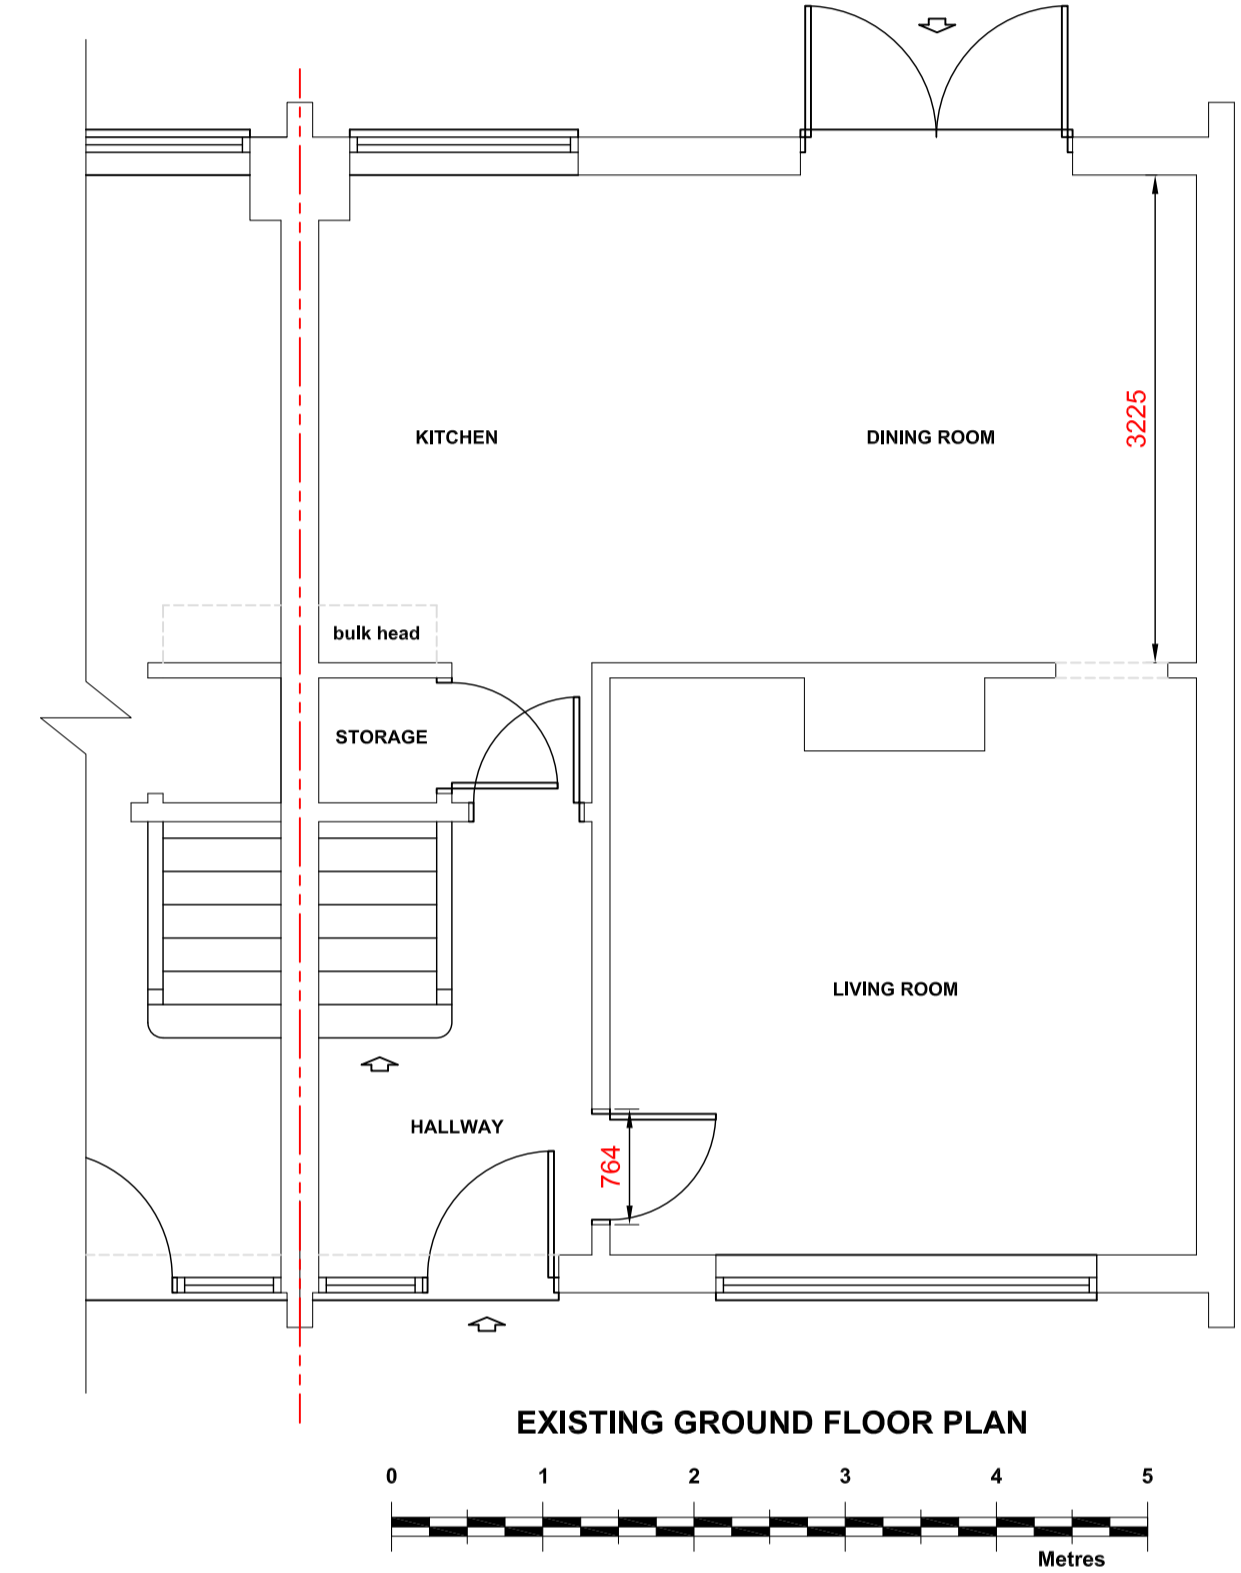 KITCHEN
DINING ROOM
3225
bulk head
STORAGE
LIVING ROOM
HALLWAY
764
EXISTING GROUND FLOOR PLAN
0 1 2 3 4 5
Metres